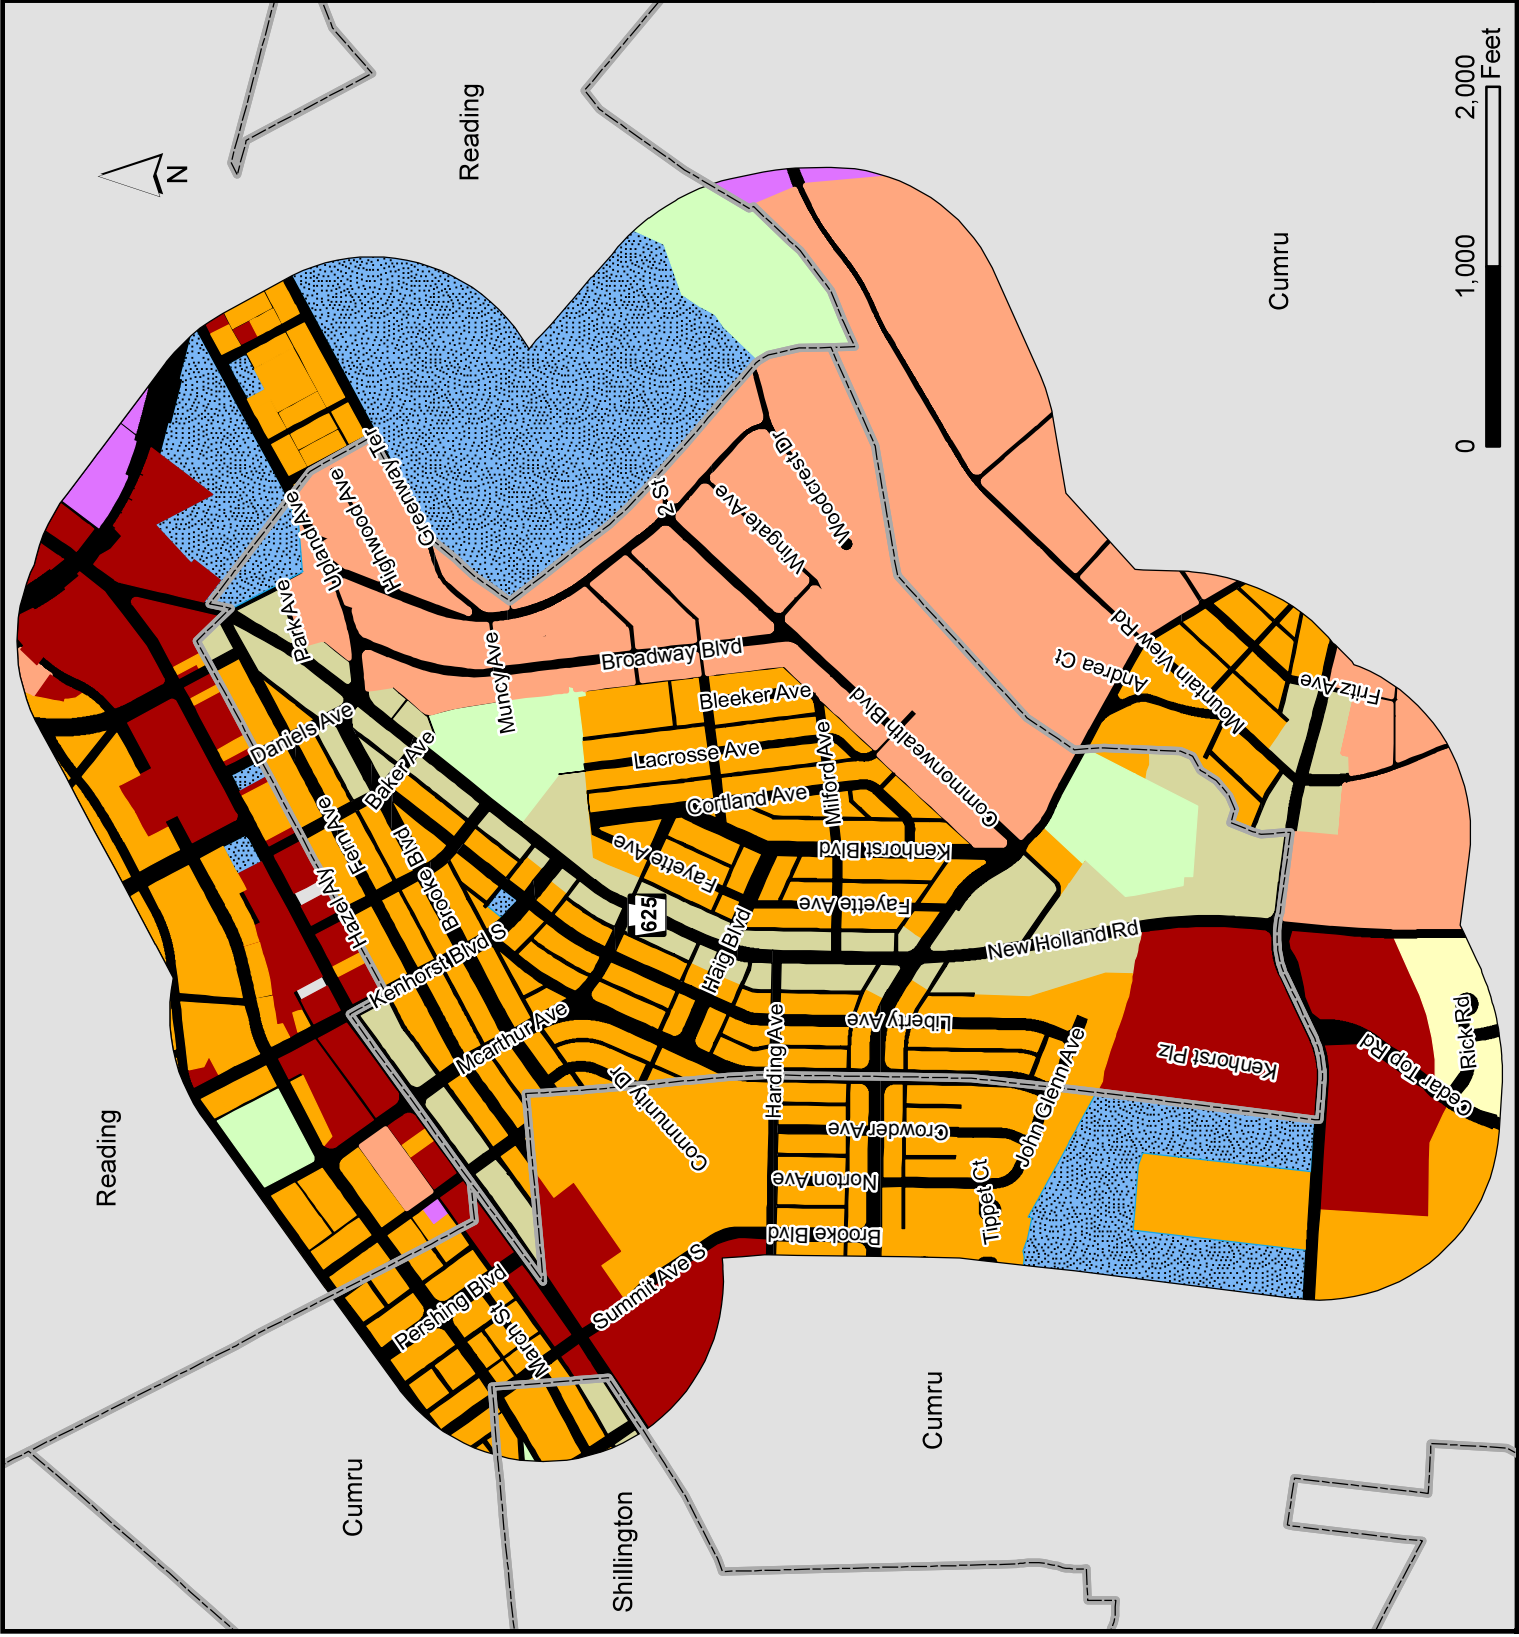 Reading
N
Cumru
0
1,000
2,000
Feet
Park Ave
Upland Ave
Highwood Ave
Greenway Ter
2 St
Woodcrest Dr
Wingate Ave
Muncy Ave
Broadway Blvd
Bleeker Ave
Daniels Ave
Baker Ave
Lacrosse Ave
Milford Ave
Commonwealth Blvd
Andrea Ct
Mountain View Rd
Fritz Ave
Cortland Ave
Fern Ave
Brooke Blvd
Hazel Aly
Fayette Ave
Kenhorst Blvd
Fayette Ave
625
Haig Blvd
New Holland Rd
Kenhorst Blvd S
Mcarthur Ave
Liberty Ave
Harding Ave
Community Dr
Crowder Ave
John Glenn Ave
Kenhorst Plz
Cedar Top Rd
Rick Rd
Norton Ave
Tippet Ct
Brooke Blvd
Summit Ave S
Pershing Blvd
March St
Reading
Cumru
Cumru
Shillington